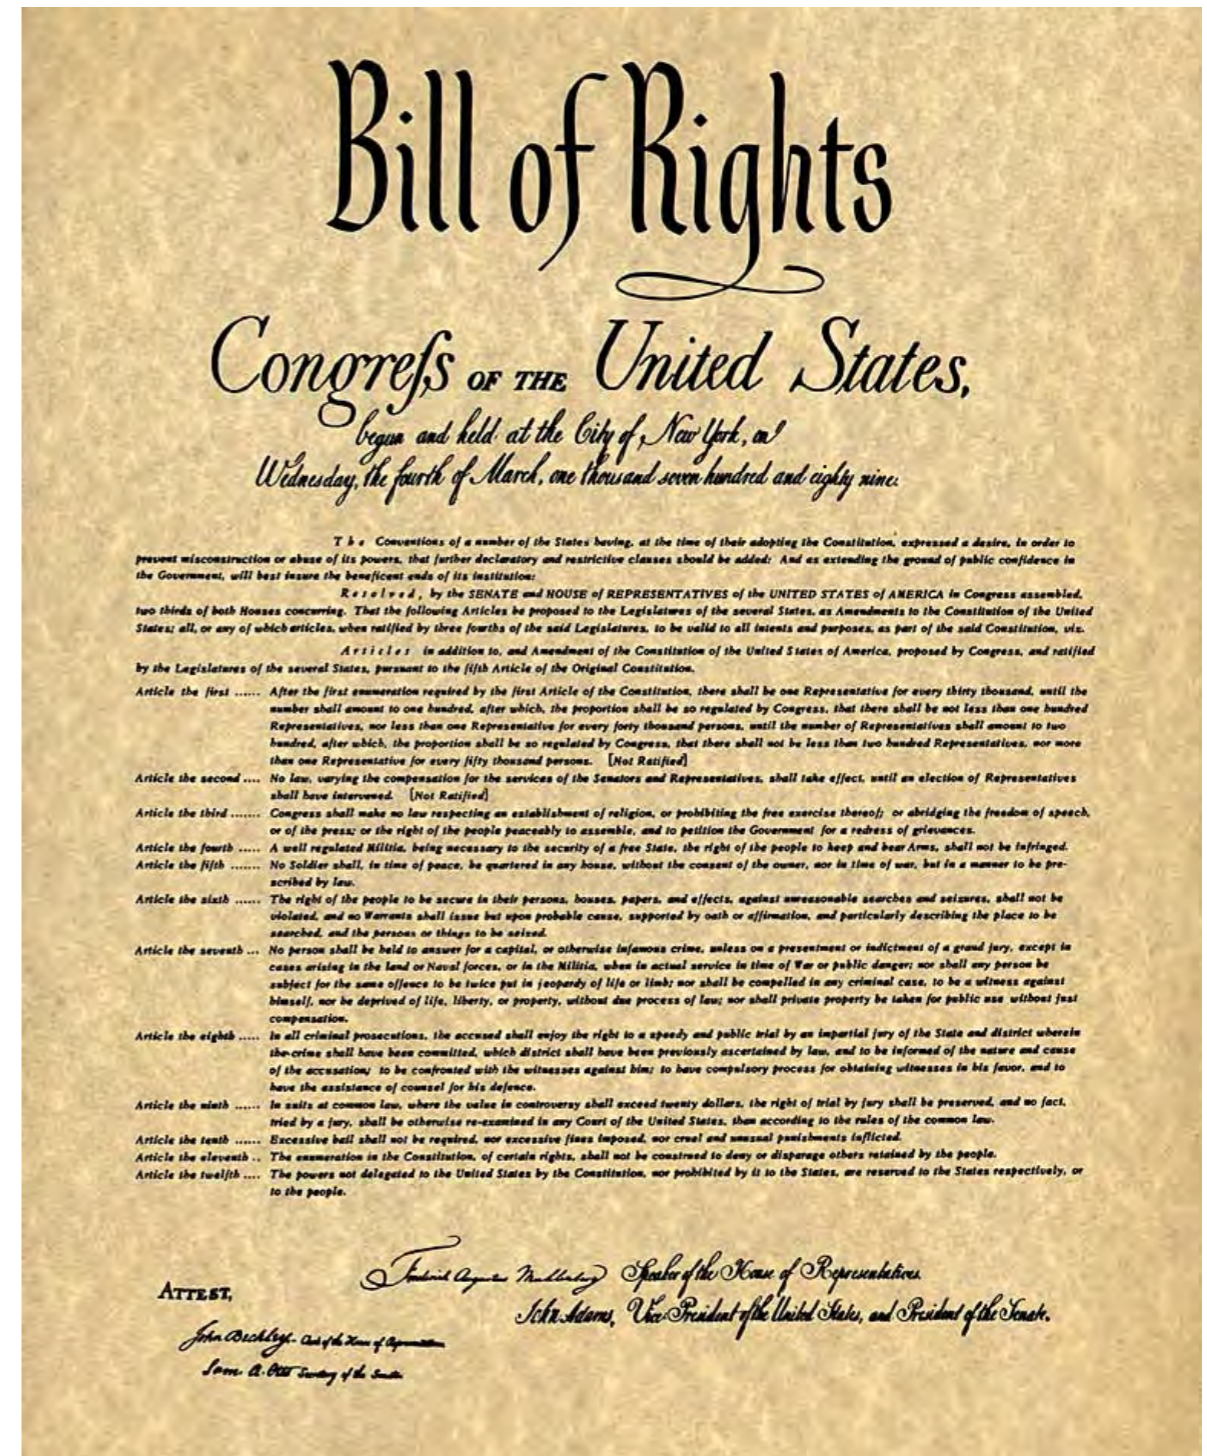 Bill of Rights
Congreſs OF THE United States,
begun and held at the City of New York, on
Wednesday, the fourth of March, one thousand seven hundred and eighty nine.
The Conventions of a number of the States having, at the time of their adopting the Constitution, expressed a desire, in order to
prevent misconstruction or abuse of its powers, that further declaratory and restrictive clauses should be added: And as extending the ground of public confidence in
the Government, will best insure the beneficent ends of its institution:
Resolved, by the SENATE and HOUSE of REPRESENTATIVES of the UNITED STATES of AMERICA in Congress assembled,
two thirds of both Houses concurring. That the following Articles be proposed to the Legislatures of the several States, as Amendments to the Constitution of the United
States; all, or any of which articles, when ratified by three fourths of the said Legislatures, to be valid to all intents and purposes, as part of the said Constitution, viz.
Articles in addition to, and Amendment of the Constitution of the United States of America, proposed by Congress, and ratified
by the Legislatures of the several States, pursuant to the fifth Article of the Original Constitution.
Article the first ...... After the first enumeration required by the first Article of the Constitution, there shall be one Representative for every thirty thousand, until the
number shall amount to one hundred, after which, the proportion shall be so regulated by Congress, that there shall be not less than one hundred
Representatives, nor less than one Representative for every forty thousand persons, until the number of Representatives shall amount to two
hundred, after which, the proportion shall be so regulated by Congress, that there shall not be less than two hundred Representatives, nor more
than one Representative for every fifty thousand persons. [Not Ratified]
Article the second .... No law, varying the compensation for the services of the Senators and Representatives, shall take effect, until an election of Representatives
shall have intervened. [Not Ratified]
Article the third ....... Congress shall make no law respecting an establishment of religion, or prohibiting the free exercise thereof; or abridging the freedom of speech,
or of the press; or the right of the people peaceably to assemble, and to petition the Government for a redress of grievances.
Article the fourth ..... A well regulated Militia, being necessary to the security of a free State, the right of the people to keep and bear Arms, shall not be infringed.
Article the fifth ....... No Soldier shall, in time of peace, be quartered in any house, without the consent of the owner, nor in time of war, but in a manner to be pre-
scribed by law.
Article the sixth ...... The right of the people to be secure in their persons, houses, papers, and effects, against unreasonable searches and seizures, shall not be
violated, and no Warrants shall issue but upon probable cause, supported by oath or affirmation, and particularly describing the place to be
searched, and the persons or things to be seized.
Article the seventh ... No person shall be held to answer for a capital, or otherwise infamous crime, unless on a presentment or indictment of a grand jury, except in
cases arising in the land or Naval forces, or in the Militia, when in actual service in time of War or public danger; nor shall any person be
subject for the same offence to be twice put in jeopardy of life or limb; nor shall be compelled in any criminal case, to be a witness against
himself, nor be deprived of life, liberty, or property, without due process of law; nor shall private property be taken for public use without just
compensation.
Article the eighth ..... In all criminal prosecutions, the accused shall enjoy the right to a speedy and public trial by an impartial jury of the State and district wherein
the crime shall have been committed, which district shall have been previously ascertained by law, and to be informed of the nature and cause
of the accusation; to be confronted with the witnesses against him; to have compulsory process for obtaining witnesses in his favor, and to
have the assistance of counsel for his defence.
Article the ninth ...... In suits at common law, where the value in controversy shall exceed twenty dollars, the right of trial by jury shall be preserved, and no fact,
tried by a jury, shall be otherwise re-examined in any Court of the United States, than according to the rules of the common law.
Article the tenth ...... Excessive bail shall not be required, nor excessive fines imposed, nor cruel and unusual punishments inflicted.
Article the eleventh .. The enumeration in the Constitution, of certain rights, shall not be construed to deny or disparage others retained by the people.
Article the twelfth .... The powers not delegated to the United States by the Constitution, nor prohibited by it to the States, are reserved to the States respectively, or
to the people.
Frederick Augustus Muhlenberg Speaker of the House of Representatives.
ATTEST,
John Adams, Vice-President of the United States, and President of the Senate.
John Beckley, Clerk of the House of Representatives
Sam. A. Otis Secretary of the Senate